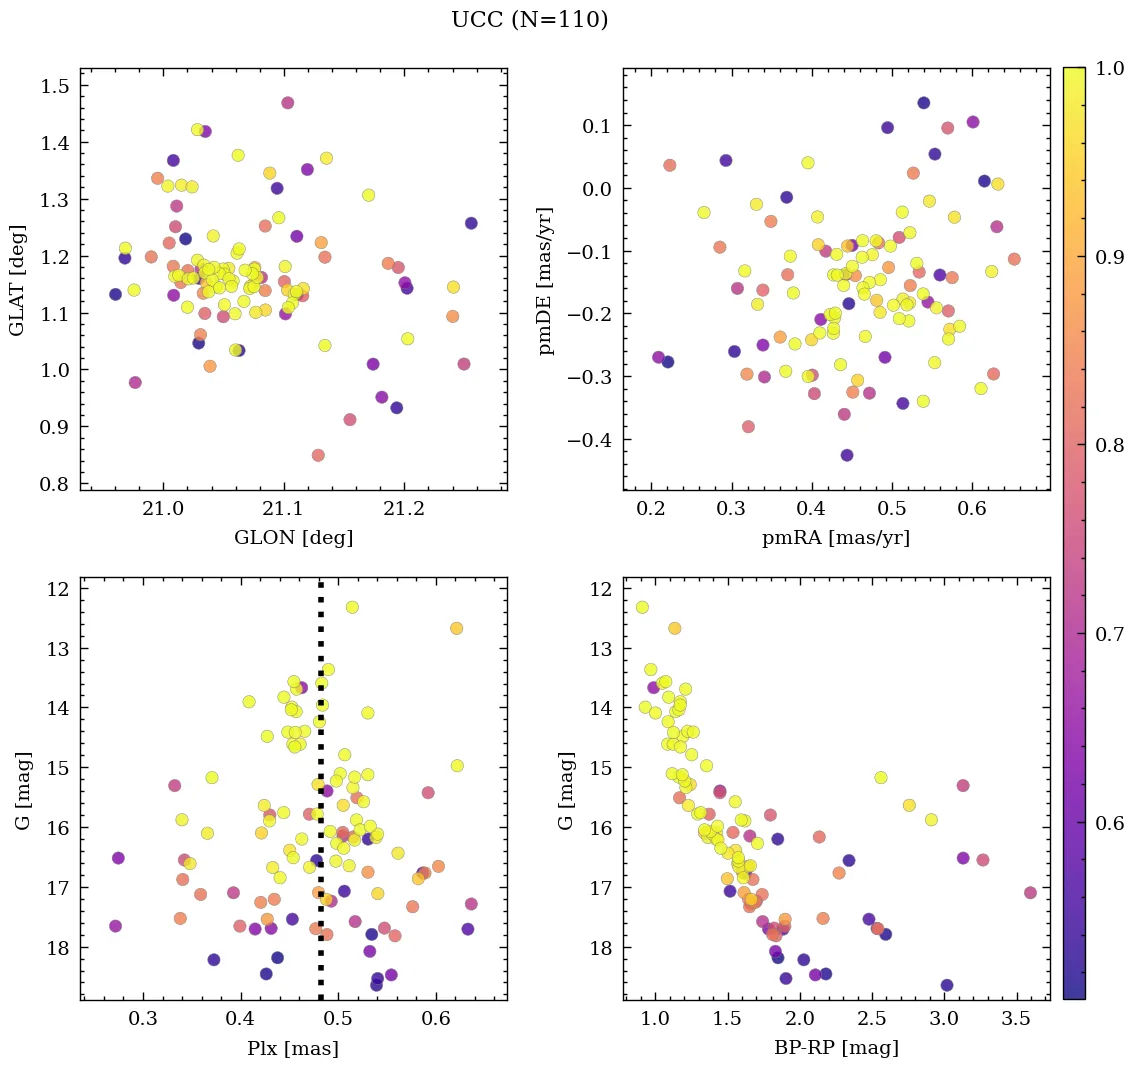 UCC (N=110)
1.5
1.4
1.3
1.2
1.1
1.0
0.9
0.8
GLAT [deg]
21.0 21.1 21.2
GLON [deg]
0.1
0.0
−0.1
−0.2
−0.3
−0.4
pmDE [mas/yr]
0.2 0.3 0.4 0.5 0.6
pmRA [mas/yr]
1.0
0.9
0.8
0.7
0.6
12
13
14
15
16
17
18
G [mag]
0.3 0.4 0.5 0.6
Plx [mas]
12
13
14
15
16
17
18
G [mag]
1.0 1.5 2.0 2.5 3.0 3.5
BP-RP [mag]